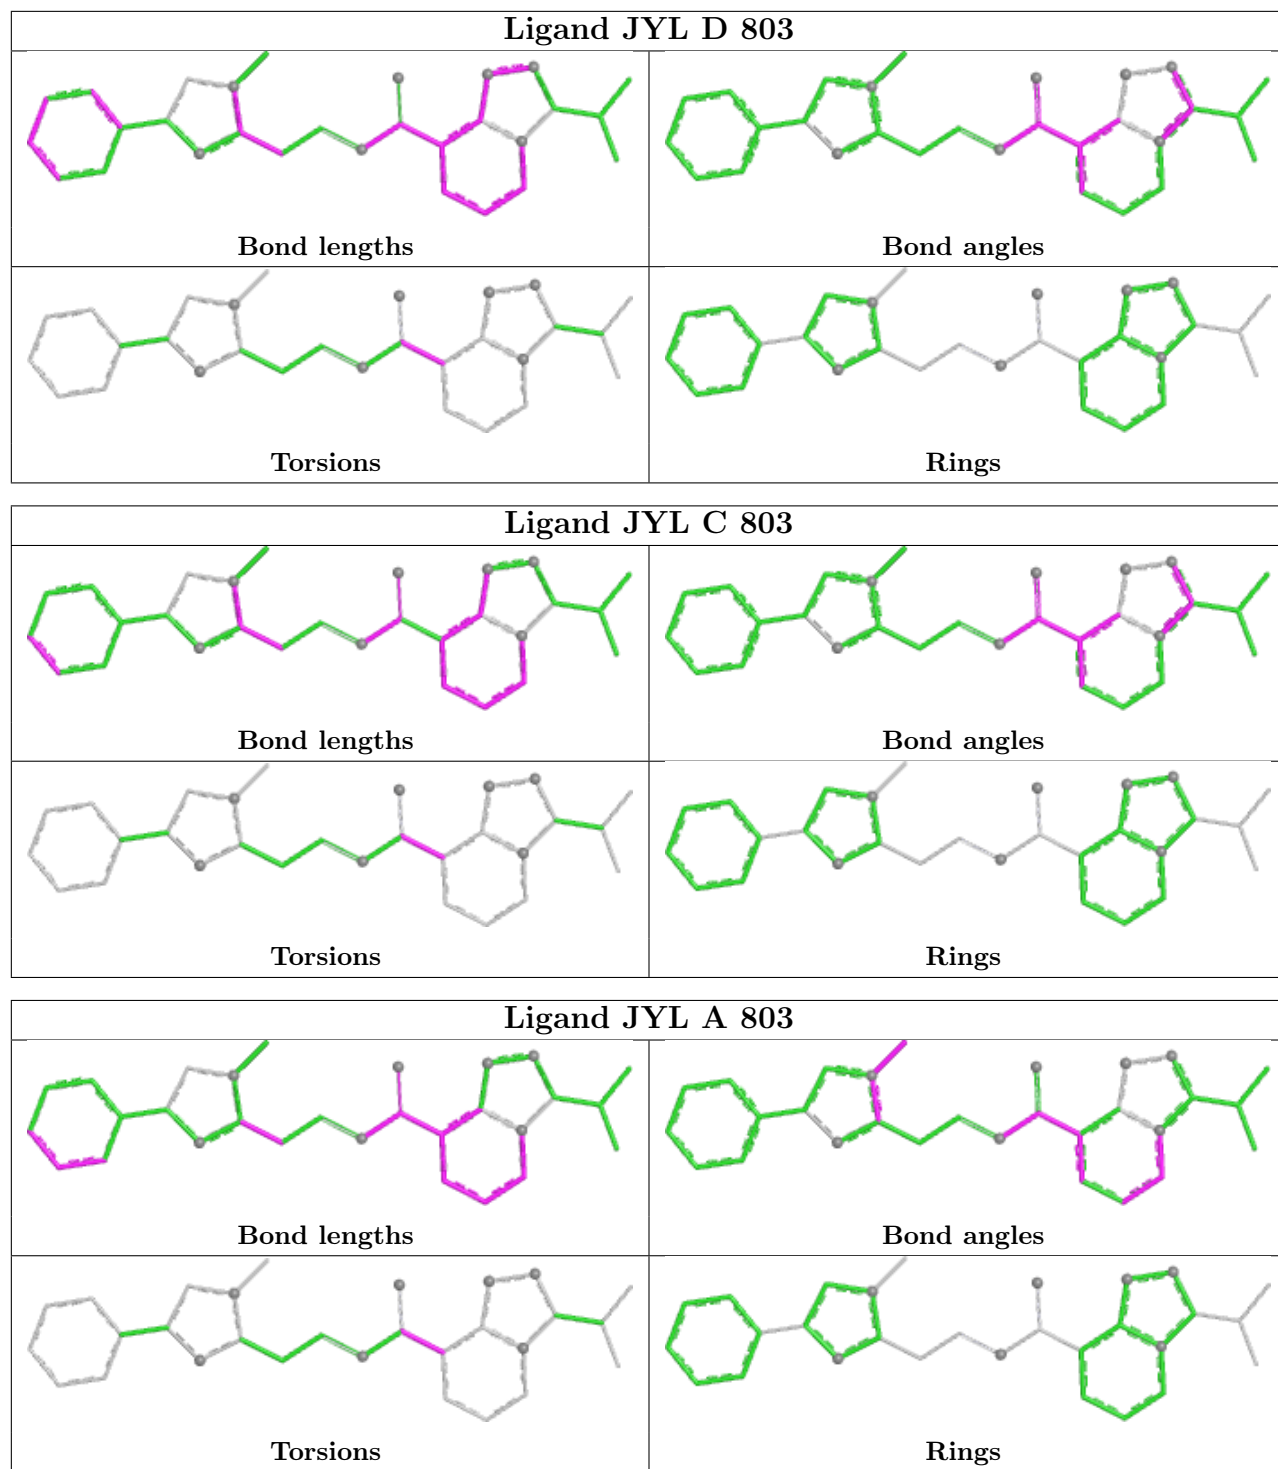 Ligand JYL D 803
Bond lengths
Bond angles
Torsions
Rings
Ligand JYL C 803
Bond lengths
Bond angles
Torsions
Rings
Ligand JYL A 803
Bond lengths
Bond angles
Torsions
Rings